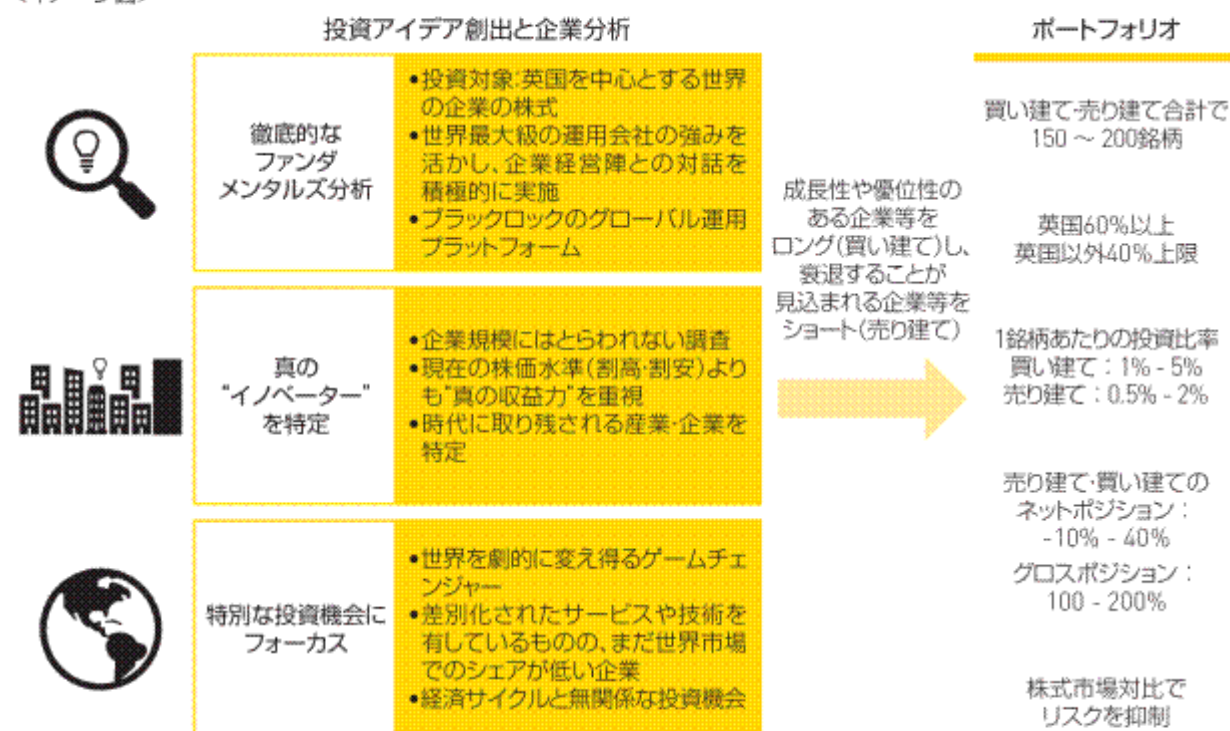 投資アイデア創出と企業分析
徹底的な
ファンダ
メンタルズ分析
•投資対象:英国を中心とする世界
の企業の株式
•世界最大級の運用会社の強みを
活かし、企業経営陣との対話を
積極的に実施
•ブラックロックのグローバル運用
プラットフォーム
真の
“イノベーター”
を特定
•企業規模にはとらわれない調査
•現在の株価水準(割高・割安)より
も“真の収益力”を重視
•時代に取り残される産業・企業を
特定
特別な投資機会に
フォーカス
•世界を劇的に変え得るゲームチェ
ンジャー
•差別化されたサービスや技術を
有しているものの、まだ世界市場
でのシェアが低い企業
•経済サイクルと無関係な投資機会
成長性や優位性の
ある企業等を
ロング(買い建て)し、
衰退することが
見込まれる企業等を
ショート(売り建て)
ポートフォリオ
買い建て・売り建て合計で
150 ～ 200銘柄
英国60%以上
英国以外40%上限
1銘柄あたりの投資比率
買い建て：1% - 5%
売り建て：0.5% - 2%
売り建て・買い建ての
ネットポジション：
-10% - 40%
グロスポジション：
100 - 200%
株式市場対比で
リスクを抑制